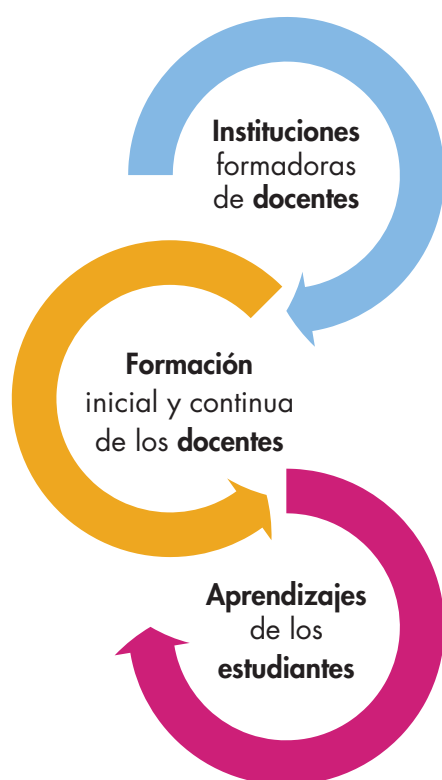 Instituciones
formadoras
de docentes
Formación
inicial y continua
de los docentes
Aprendizajes
de los
estudiantes